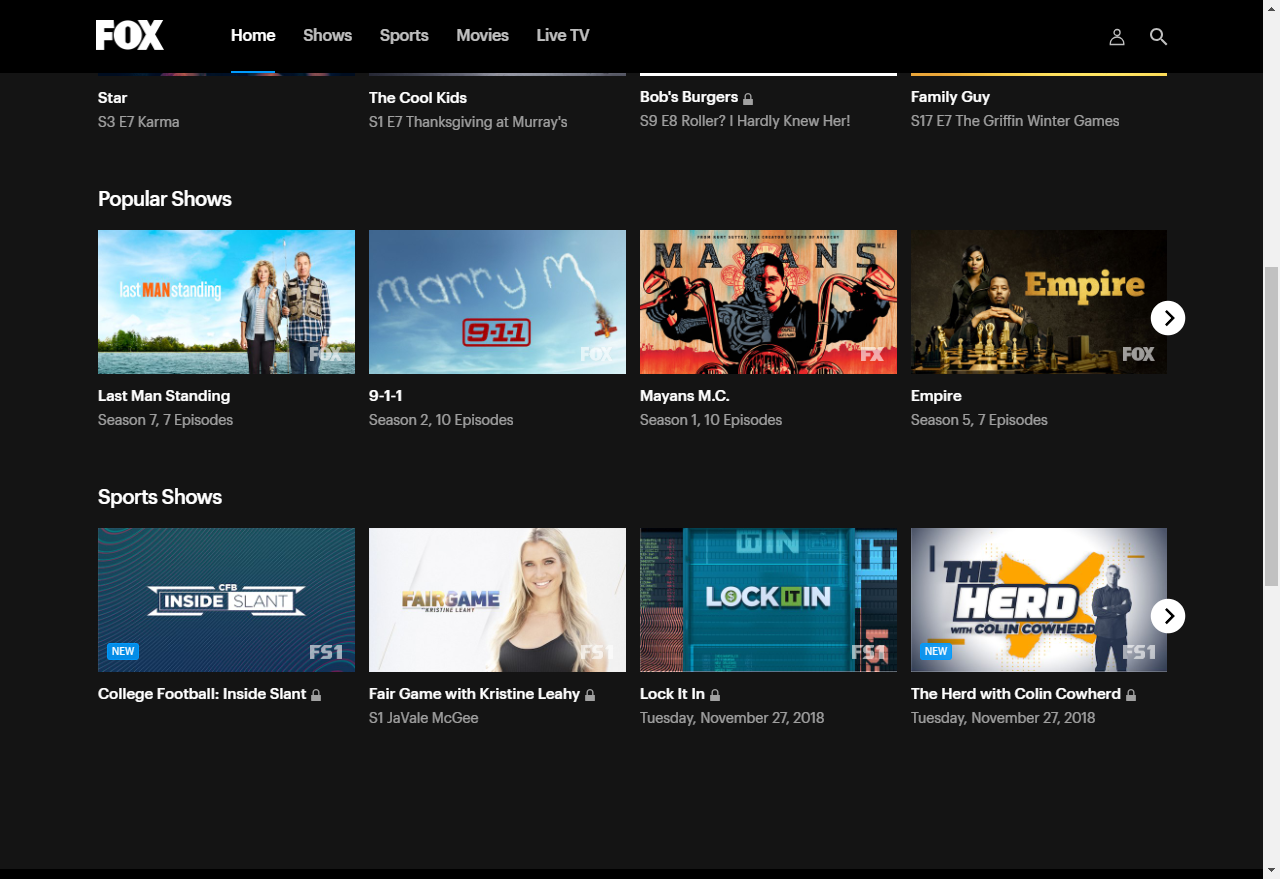 FOX
Home Shows Sports Movies Live TV
Star
S3 E7 Karma
The Cool Kids
S1 E7 Thanksgiving at Murray's
Bob's Burgers
S9 E8 Roller? I Hardly Knew Her!
Family Guy
S17 E7 The Griffin Winter Games
Popular Shows
last MAN standing
FOX
marry M
9-1-1
FOX
FROM KURT SUTTER, THE CREATOR OF SONS OF ANARCHY
MAYANS M.C.
FX
Empire
FOX
Last Man Standing
Season 7, 7 Episodes
9-1-1
Season 2, 10 Episodes
Mayans M.C.
Season 1, 10 Episodes
Empire
Season 5, 7 Episodes
Sports Shows
CFB
INSIDE SLANT
NEW
FS1
FAIR GAME
KRISTINE LEAHY
FS1
IT IN
IT
LOCK IT IN
FS1
THE
HERD
WITH COLIN COWHERD
NEW
FS1
College Football: Inside Slant
Fair Game with Kristine Leahy
S1 JaVale McGee
Lock It In
Tuesday, November 27, 2018
The Herd with Colin Cowherd
Tuesday, November 27, 2018